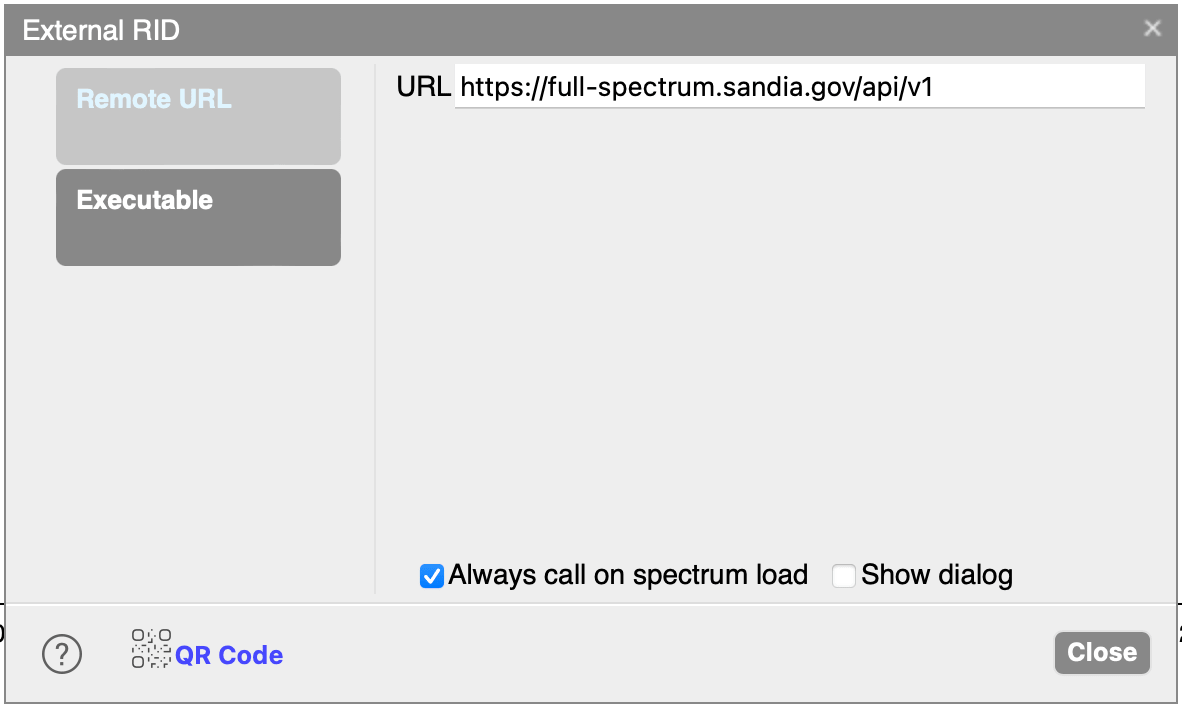 External RID
×
Remote URL
Executable
URL https://full-spectrum.sandia.gov/api/v1
Always call on spectrum load Show dialog
?
QR Code
Close